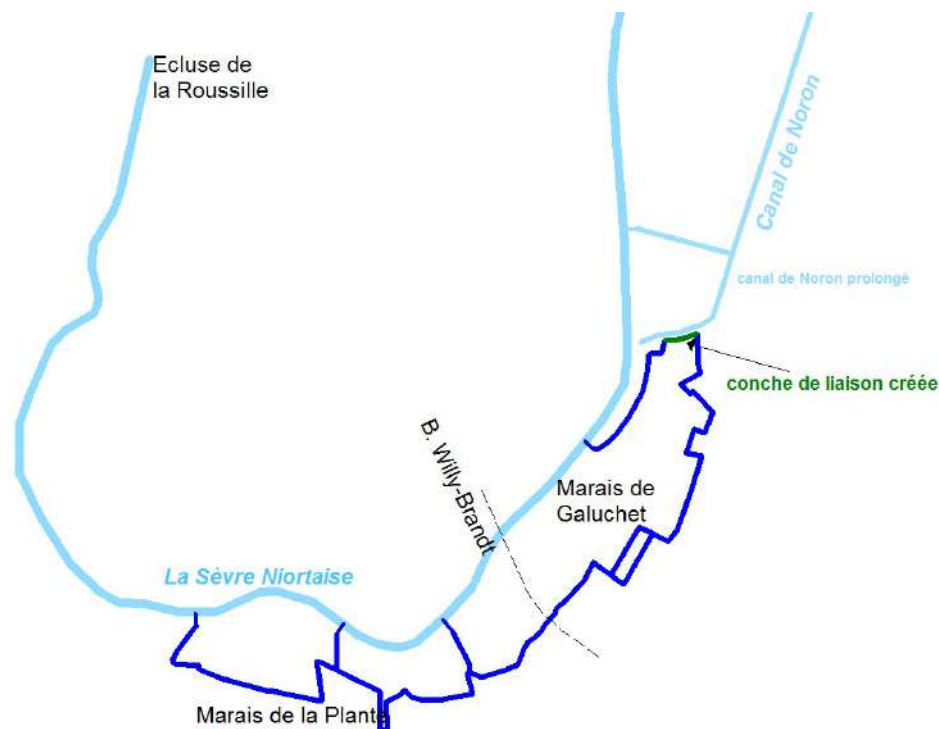 Ecluse de
la Roussille
Canal de Noron
canal de Noron prolongé
conche de liaison créée
B. Willy-Brandt
Marais de
Galuchet
La Sèvre Niortaise
Marais de la Plante